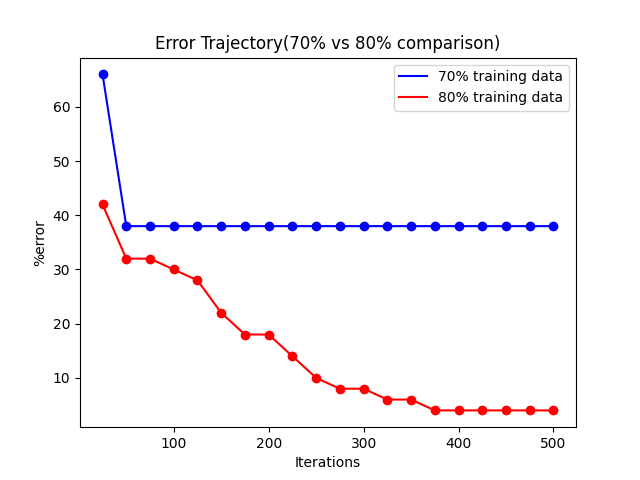 Error Trajectory(70% vs 80% comparison)
70% training data
80% training data
%error
60
50
40
30
20
10
100
200
300
400
500
Iterations